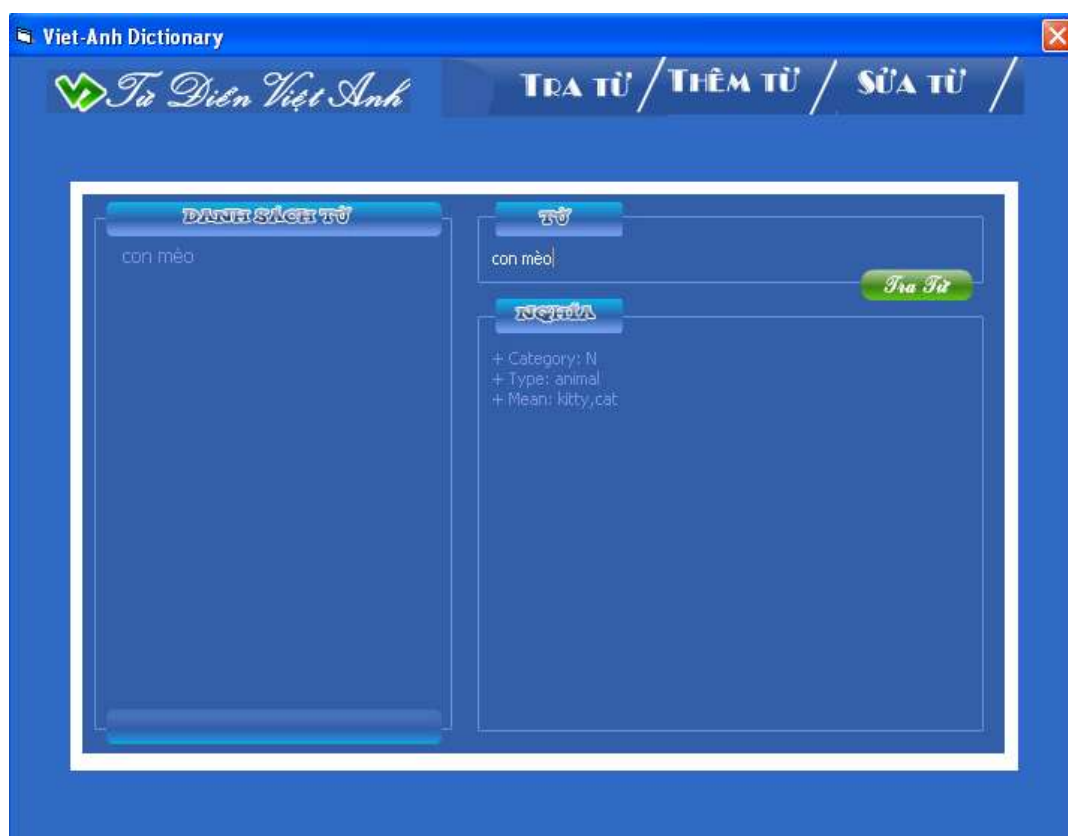 Viet-Anh Dictionary
Từ Điển Việt Anh
TRA TỪ / THÊM TỪ / SỬA TỪ /
DANH SÁCH TỪ
con mèo
TỪ
con mèo
Tra Từ
NGHĨA
+ Category: N
+ Type: animal
+ Mean: kitty,cat